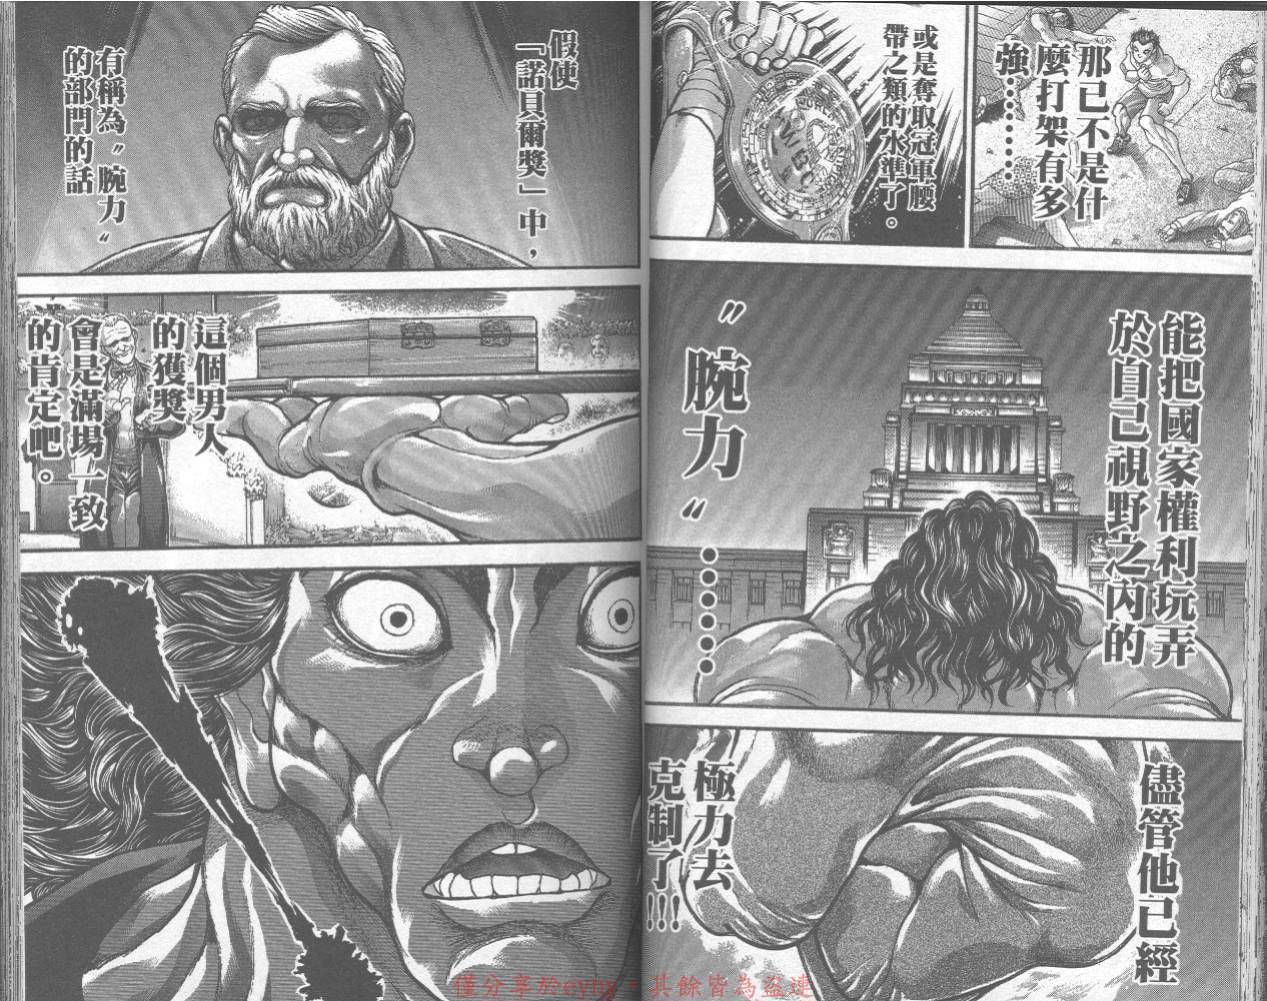 那已不是什
麼打架有多
強………
或是奪取冠軍腰
帶之類的水準了。
能把國家權利玩弄
於自己視野之內的
〝腕力〟……
儘管他已經
極力去
克制了!!!
假使
「諾貝爾獎」中，
有稱為〝腕力〟
的部門的話
這個男人
的獲獎
會是滿場一致
的肯定吧。
僅分享於eyny，其餘皆為盜連